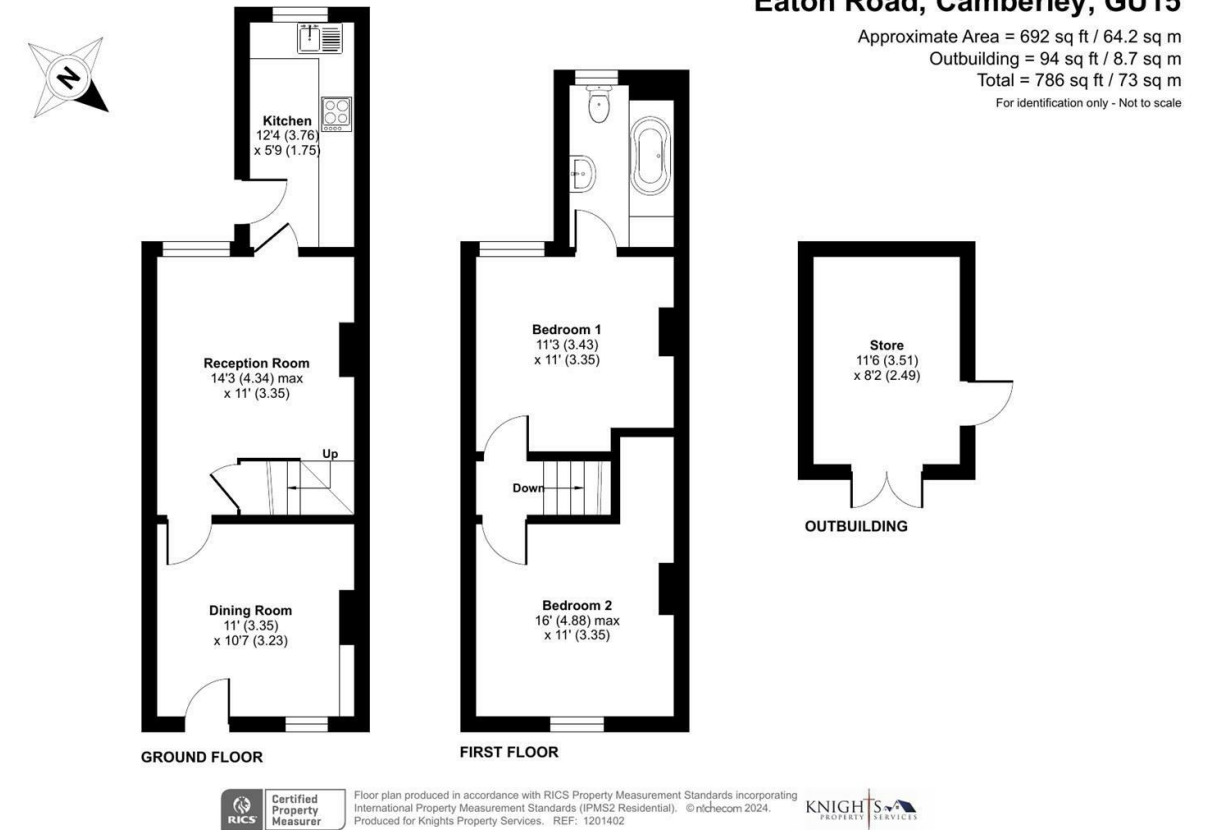 Eaton Road, Camberley, GU15
Approximate Area = 692 sq ft / 64.2 sq m
Outbuilding = 94 sq ft / 8.7 sq m
Total = 786 sq ft / 73 sq m
For identification only - Not to scale
N
Kitchen
12'4 (3.76)
x 5'9 (1.75)
Reception Room
14'3 (4.34) max
x 11' (3.35)
Up
Dining Room
11' (3.35)
x 10'7 (3.23)
GROUND FLOOR
Bedroom 1
11'3 (3.43)
x 11' (3.35)
Down
Bedroom 2
16' (4.88) max
x 11' (3.35)
FIRST FLOOR
Store
11'6 (3.51)
x 8'2 (2.49)
OUTBUILDING
RICS
Certified
Property
Measurer
Floor plan produced in accordance with RICS Property Measurement Standards incorporating
International Property Measurement Standards (IPMS2 Residential). © nichecom 2024.
Produced for Knights Property Services. REF: 1201402
KNIGHTS
PROPERTY SERVICES